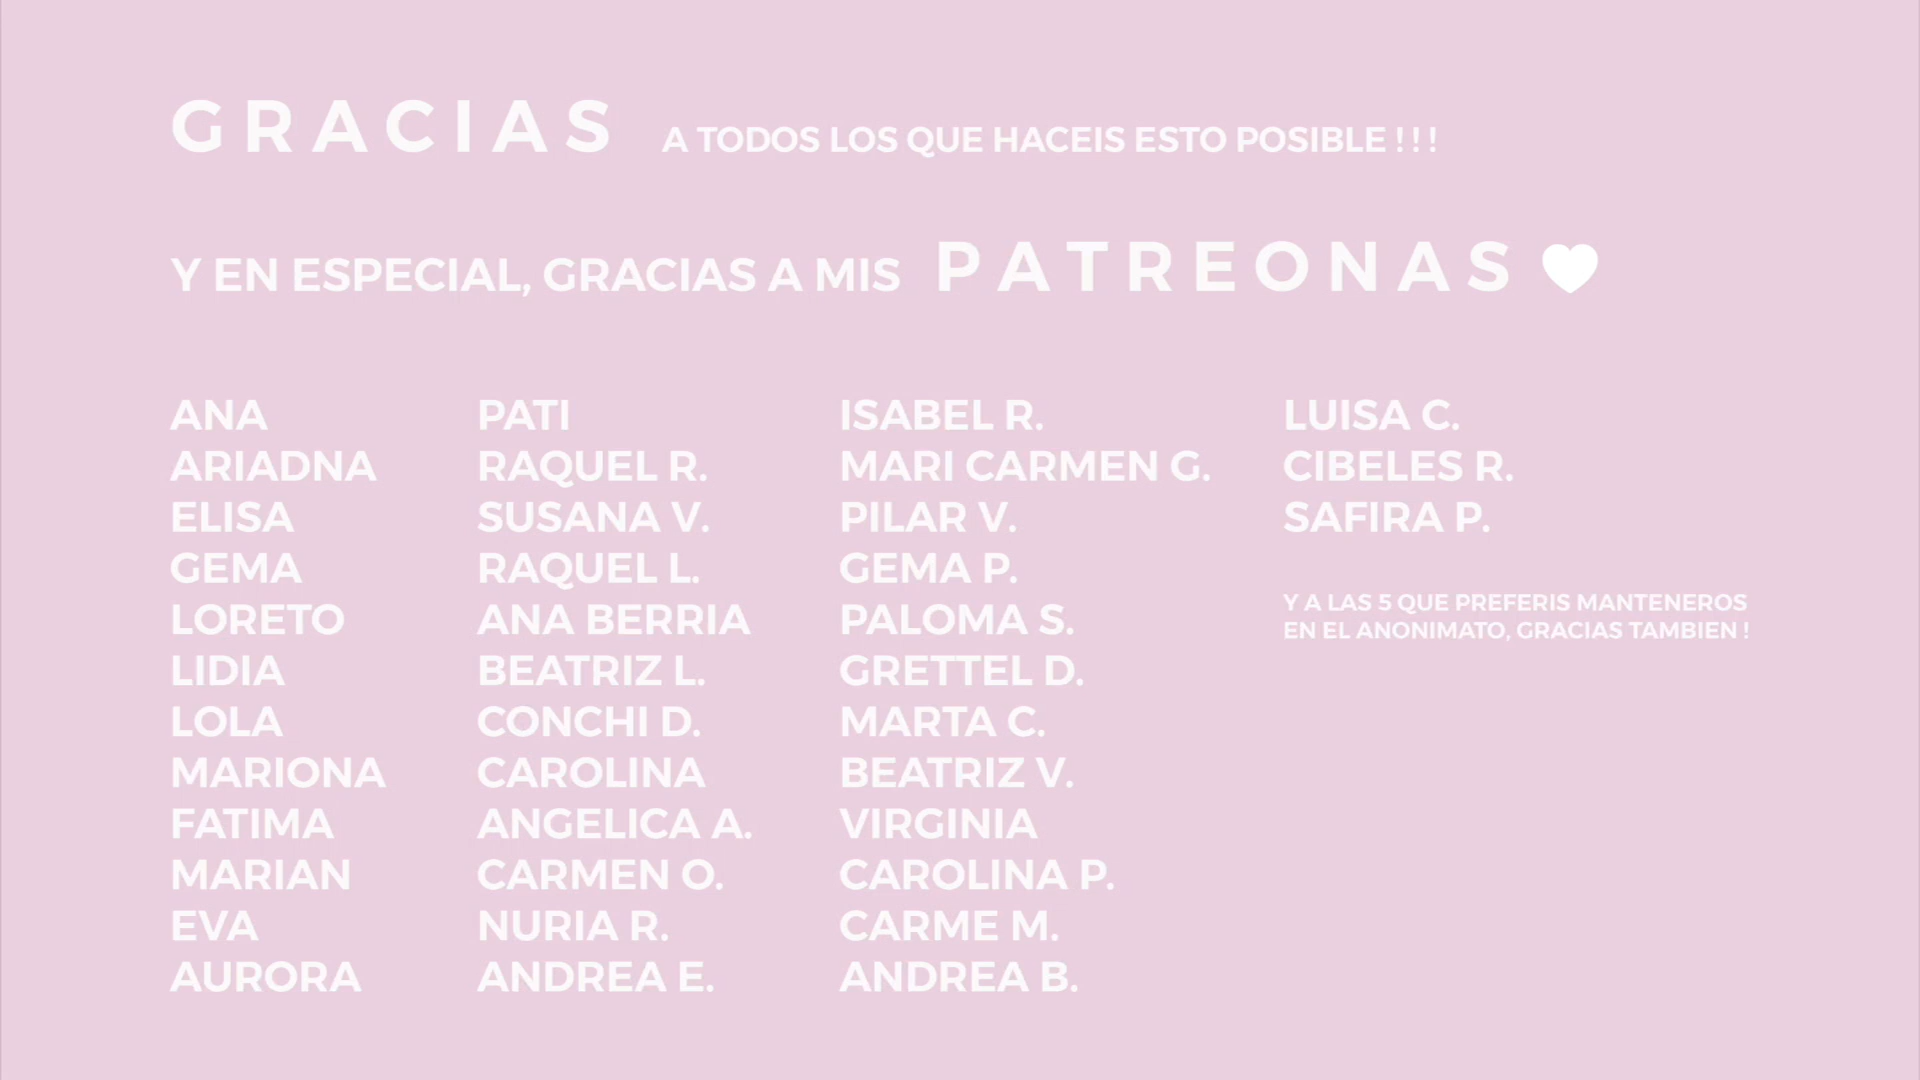 GRACIAS A TODOS LOS QUE HACEIS ESTO POSIBLE ! ! !
Y EN ESPECIAL, GRACIAS A MIS PATREONAS
ANA
ARIADNA
ELISA
GEMA
LORETO
LIDIA
LOLA
MARIONA
FATIMA
MARIAN
EVA
AURORA
PATI
RAQUEL R.
SUSANA V.
RAQUEL L.
ANA BERRIA
BEATRIZ L.
CONCHI D.
CAROLINA
ANGELICA A.
CARMEN O.
NURIA R.
ANDREA E.
ISABEL R.
MARI CARMEN G.
PILAR V.
GEMA P.
PALOMA S.
GRETTEL D.
MARTA C.
BEATRIZ V.
VIRGINIA
CAROLINA P.
CARME M.
ANDREA B.
LUISA C.
CIBELES R.
SAFIRA P.
Y A LAS 5 QUE PREFERIS MANTENEROS
EN EL ANONIMATO, GRACIAS TAMBIEN !